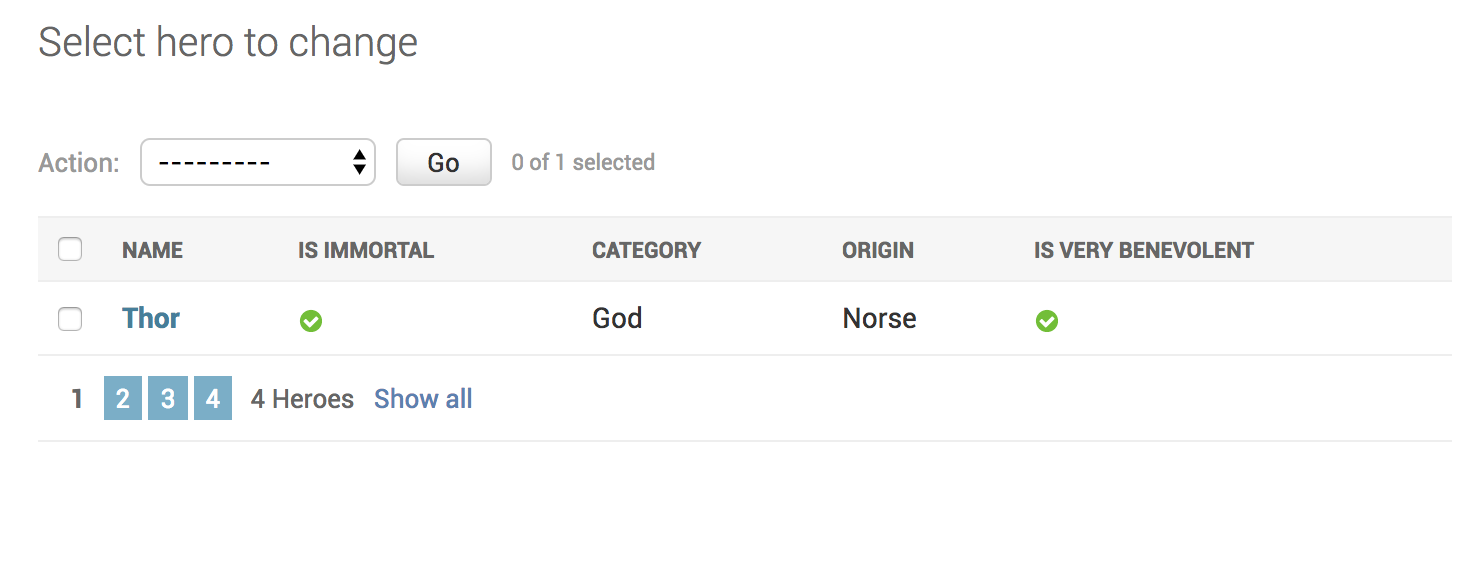 Select hero to change
Action: --------- Go 0 of 1 selected
NAME IS IMMORTAL CATEGORY ORIGIN IS VERY BENEVOLENT
Thor God Norse
1 2 3 4 4 Heroes Show all